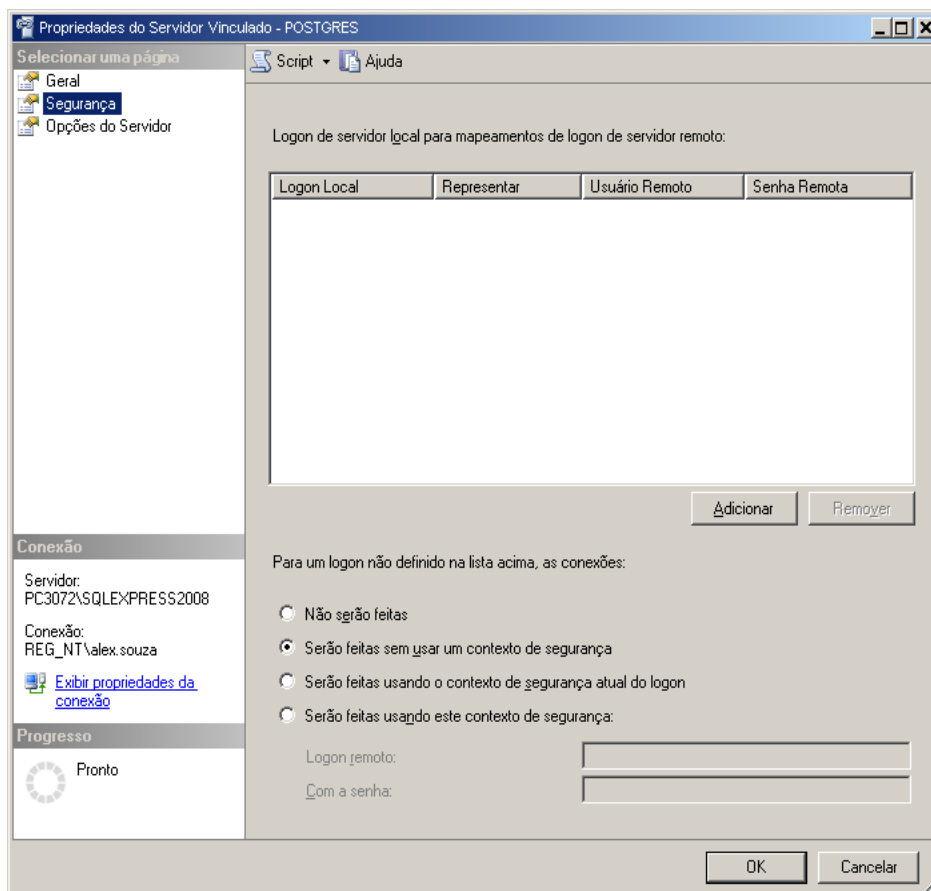 Propriedades do Servidor Vinculado - POSTGRES
Selecionar uma página
Geral
Segurança
Opções do Servidor
Script
Ajuda
Logon de servidor local para mapeamentos de logon de servidor remoto:
Logon Local
Representar
Usuário Remoto
Senha Remota
Adicionar
Remover
Para um logon não definido na lista acima, as conexões:
Não serão feitas
Serão feitas sem usar um contexto de segurança
Serão feitas usando o contexto de segurança atual do logon
Serão feitas usando este contexto de segurança:
Logon remoto:
Com a senha:
Conexão
Servidor:
PC3072\SQLEXPRESS2008
Conexão:
REG_NT\alex.souza
Exibir propriedades da
conexão
Progresso
Pronto
OK
Cancelar